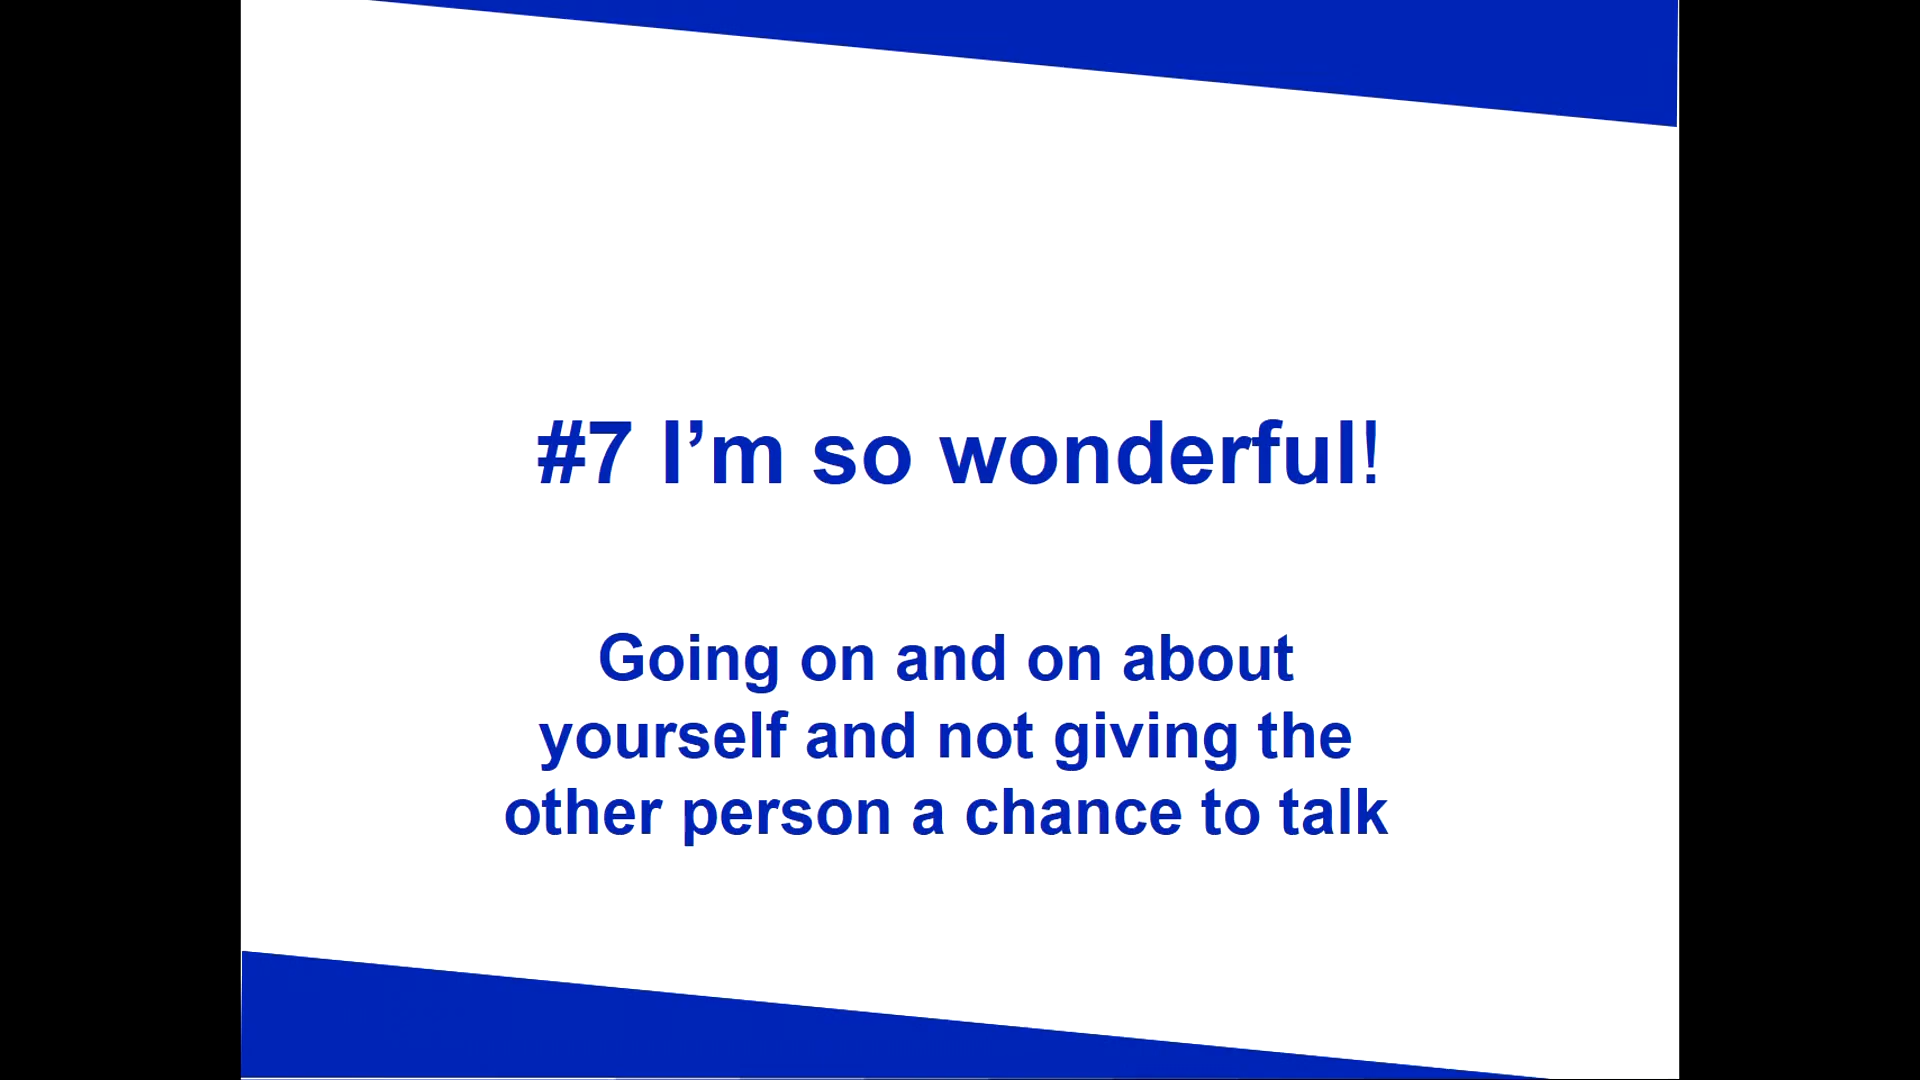 #7 I’m so wonderful!
Going on and on about
yourself and not giving the
other person a chance to talk